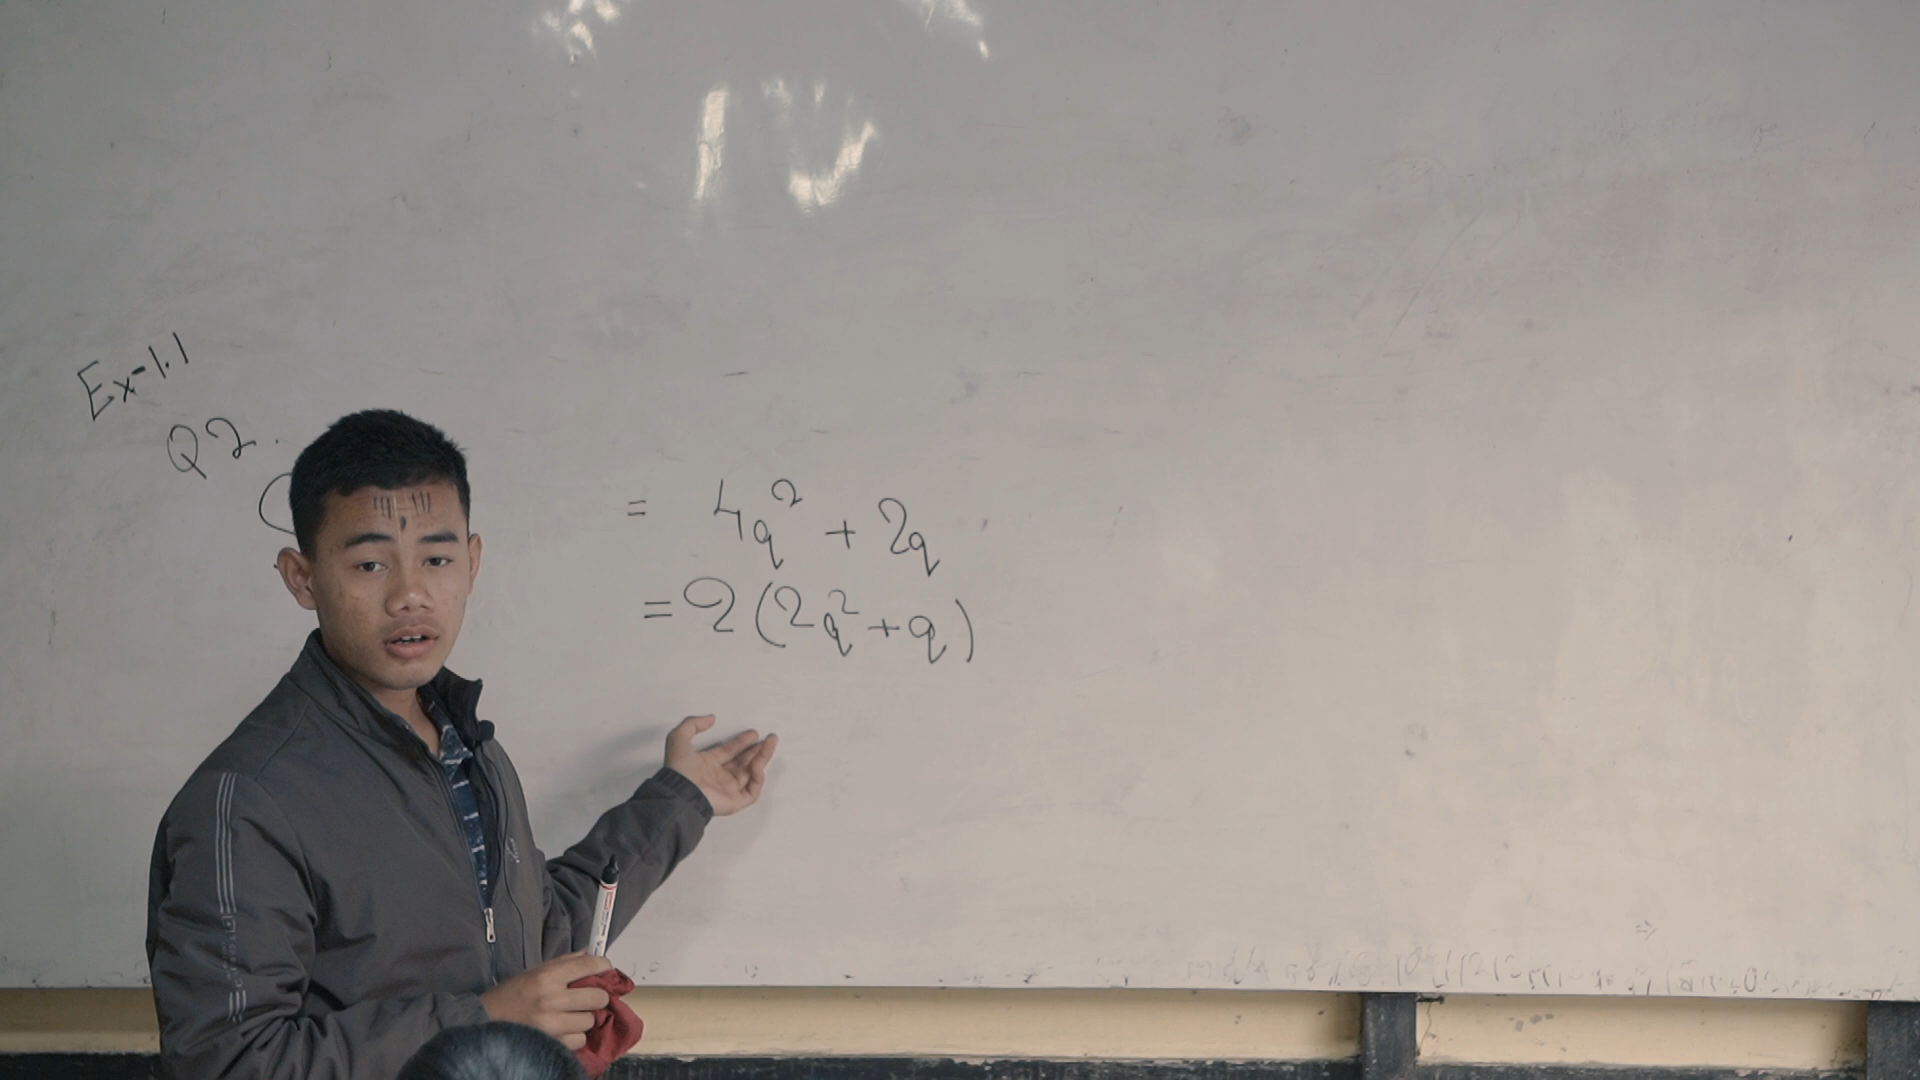 Ex-1.1
Q2.
= 4q² + 2q
= 2(2q²+q)